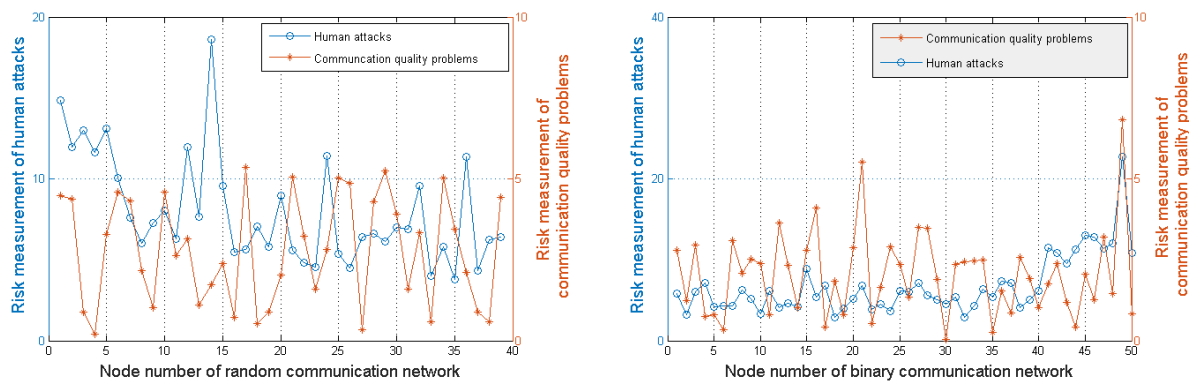 20
10
0
Risk measurement of human attacks
Human attacks
Communcation quality problems
10
5
0
Risk measurement of
communication quality problems
0 5 10 15 20 25 30 35 40
Node number of random communication network
40
20
0
Risk measurement of human attacks
Communication quality problems
Human attacks
10
5
0
Risk measurement of
communication quality problems
0 5 10 15 20 25 30 35 40 45 50
Node number of binary communication network